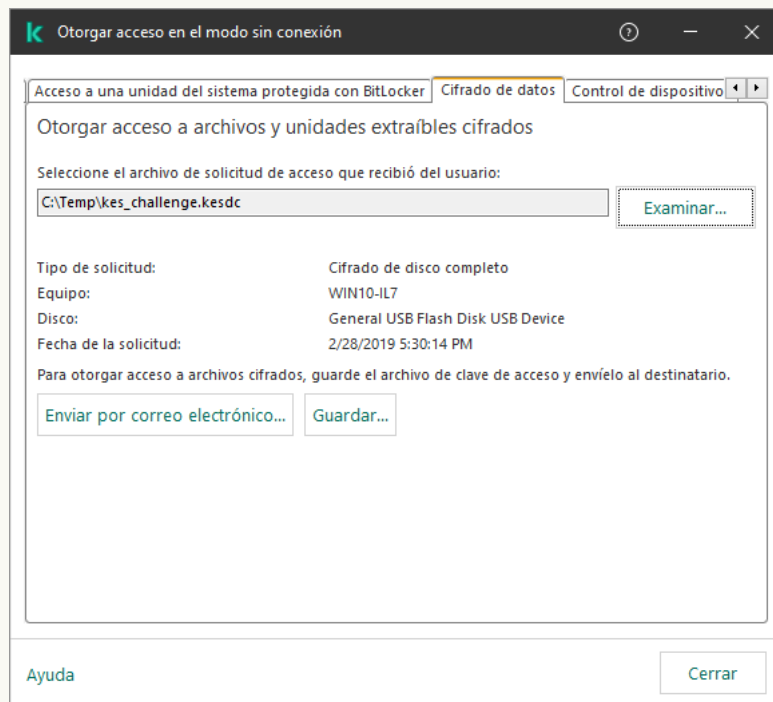 Otorgar acceso en el modo sin conexión
Acceso a una unidad del sistema protegida con BitLocker
Cifrado de datos
Control de dispositivo
Otorgar acceso a archivos y unidades extraíbles cifrados
Seleccione el archivo de solicitud de acceso que recibió del usuario:
C:\Temp\kes_challenge.kesdc
Examinar...
Tipo de solicitud: Cifrado de disco completo
Equipo: WIN10-IL7
Disco: General USB Flash Disk USB Device
Fecha de la solicitud: 2/28/2019 5:30:14 PM
Para otorgar acceso a archivos cifrados, guarde el archivo de clave de acceso y envíelo al destinatario.
Enviar por correo electrónico... Guardar...
Ayuda
Cerrar